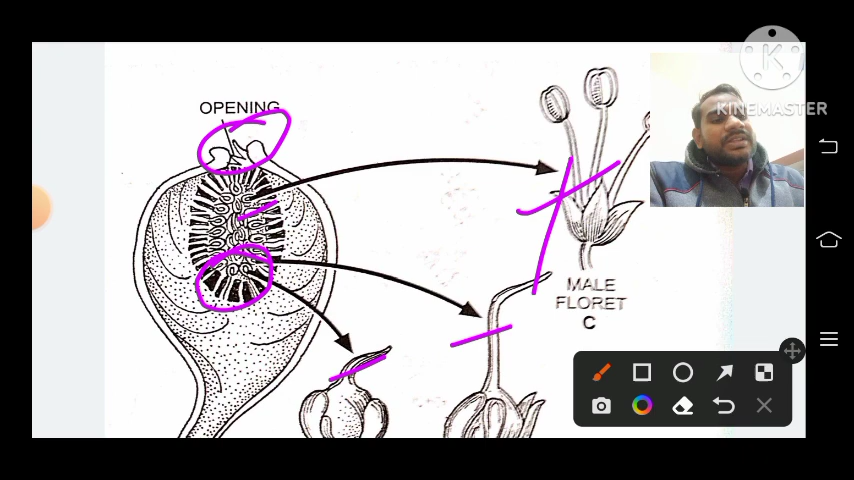 OPENING
KINEMASTER
MALE
FLORET
C